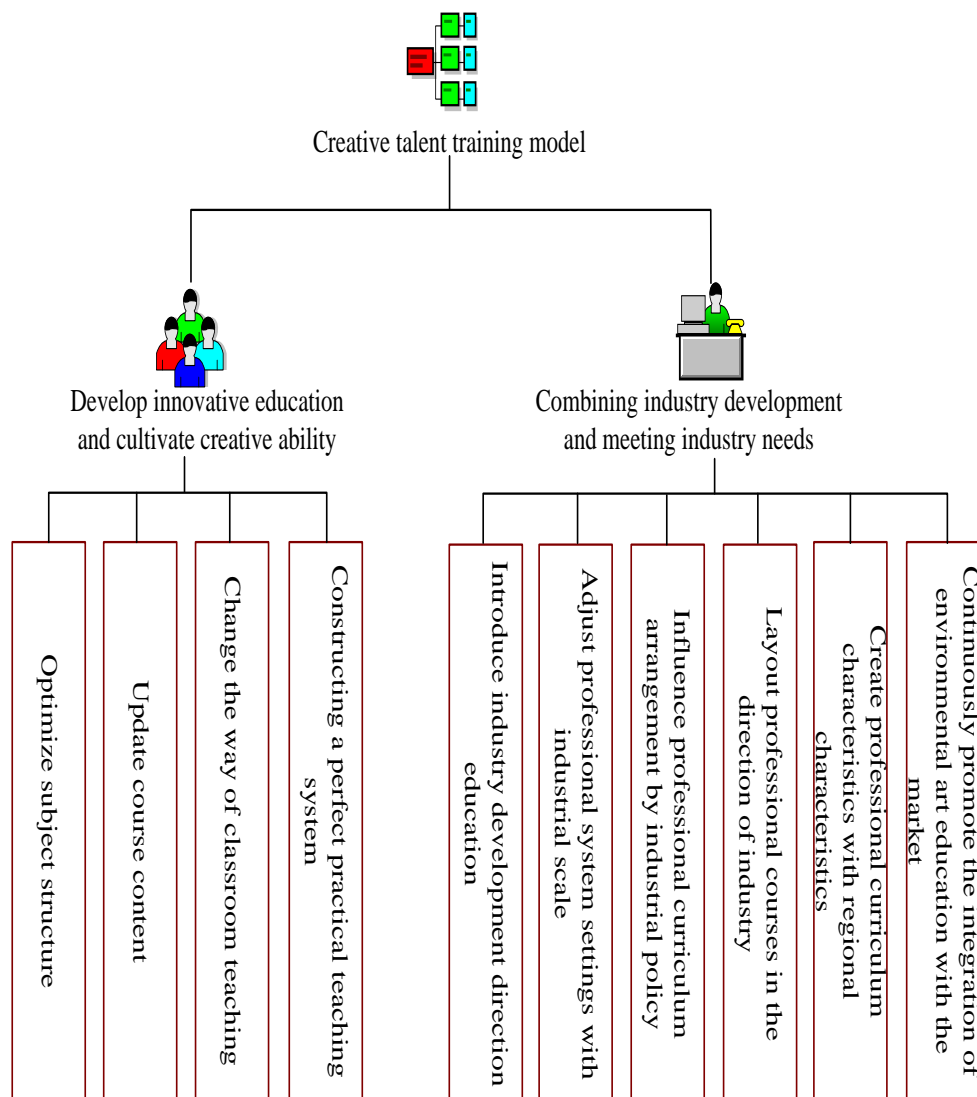 Creative talent training model
Develop innovative education
and cultivate creative ability
Combining industry development
and meeting industry needs
Optimize subject structure
Update course content
Change the way of classroom teaching
Constructing a perfect practical teaching
system
Introduce industry development direction
education
Adjust professional system settings with
industrial scale
Influence professional curriculum
arrangement by industrial policy
Layout professional courses in the
direction of industry
Create professional curriculum
characteristics with regional
characteristics
Continuously promote the integration of
environmental art education with the
market